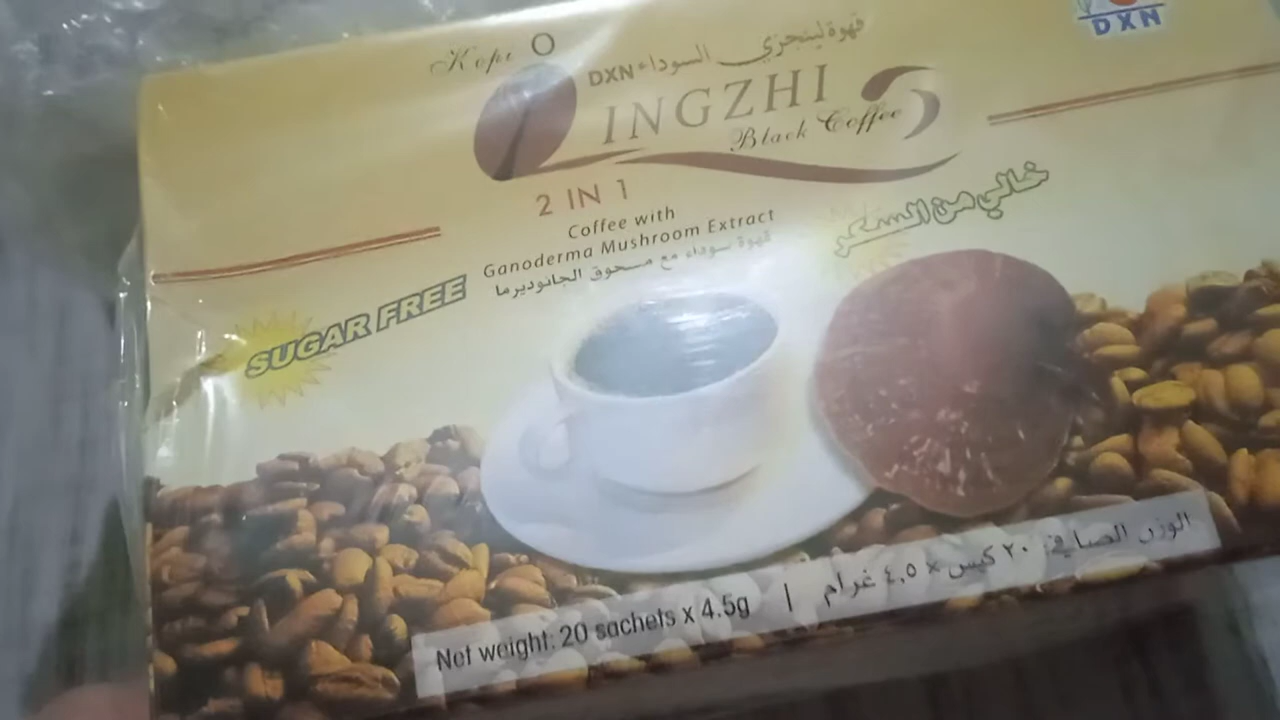 Kopi O
DXN قهوة لينجزي السوداء
DXN
LINGZHI
Black Coffee
2 IN 1
Coffee with
Ganoderma Mushroom Extract
قهوة سوداء مع مسحوق الجانوديرما
SUGAR FREE
خالي من السكر
Net weight: 20 sachets x 4.5g | الوزن الصافي: ٢٠ كيس × ٤,٥ غرام